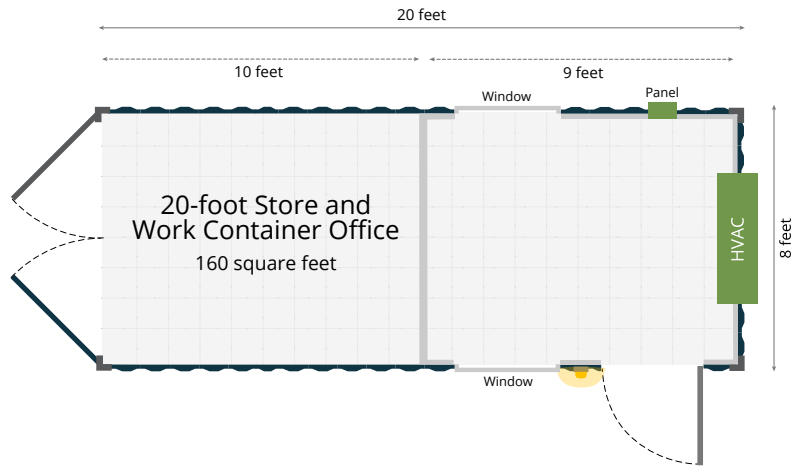 20 feet
10 feet
9 feet
Window
Panel
20-foot Store and
Work Container Office
160 square feet
HVAC
8 feet
Window